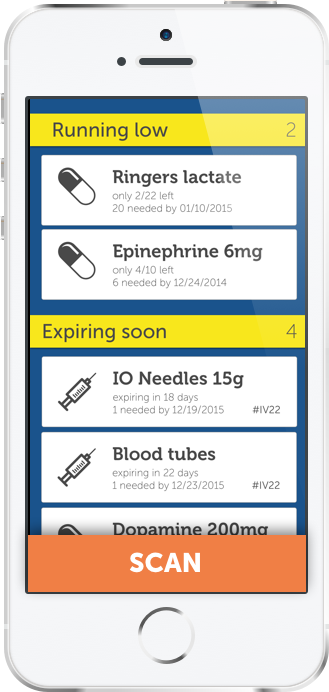 Running low 2
Ringers lactate
only 2/22 left
20 needed by 01/10/2015
Epinephrine 6mg
only 4/10 left
6 needed by 12/24/2014
Expiring soon 4
IO Needles 15g
expiring in 18 days
1 needed by 12/19/2015 #IV22
Blood tubes
expiring in 22 days
1 needed by 12/23/2015 #IV22
Dopamine 200mg
SCAN